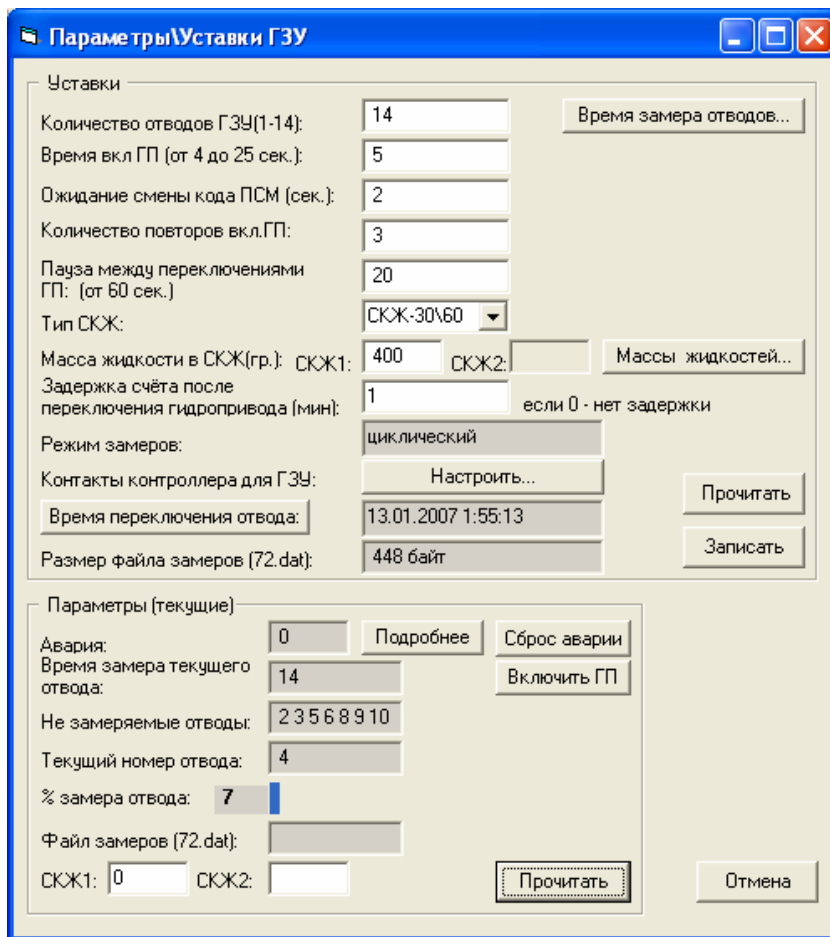 Параметры\Уставки ГЗУ
Уставки
Количество отводов ГЗУ(1-14): 14 Время замера отводов...
Время вкл ГП (от 4 до 25 сек.): 5
Ожидание смены кода ПСМ (сек.): 2
Количество повторов вкл.ГП: 3
Пауза между переключениями
ГП: (от 60 сек.) 20
Тип СКЖ: СКЖ-30\60
Масса жидкости в СКЖ(гр.): СКЖ1: 400 СКЖ2: Массы жидкостей...
Задержка счёта после
переключения гидропривода (мин): 1 если 0 - нет задержки
Режим замеров: циклический
Контакты контроллера для ГЗУ: Настроить...
Прочитать
Время переключения отвода: 13.01.2007 1:55:13
Записать
Размер файла замеров (72.dat): 448 байт
Параметры (текущие)
Авария: 0 Подробнее Сброс аварии
Время замера текущего
отвода: 14 Включить ГП
Не замеряемые отводы: 2 3 5 6 8 9 10
Текущий номер отвода: 4
% замера отвода: 7
Файл замеров (72.dat):
СКЖ1: 0 СКЖ2: Прочитать Отмена